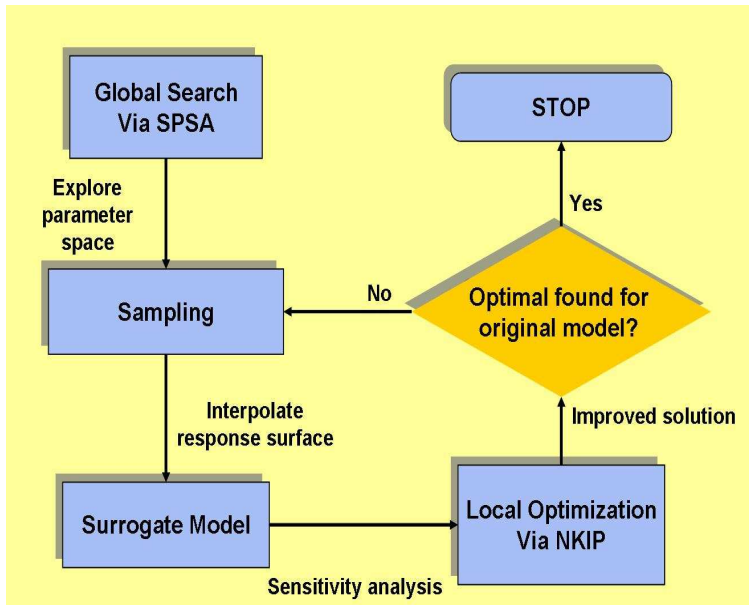 Global Search
Via SPSA
Explore
parameter
space
Sampling
Interpolate
response surface
Surrogate Model
Sensitivity analysis
Local Optimization
Via NKIP
Improved solution
Optimal found for
original model?
No
Yes
STOP